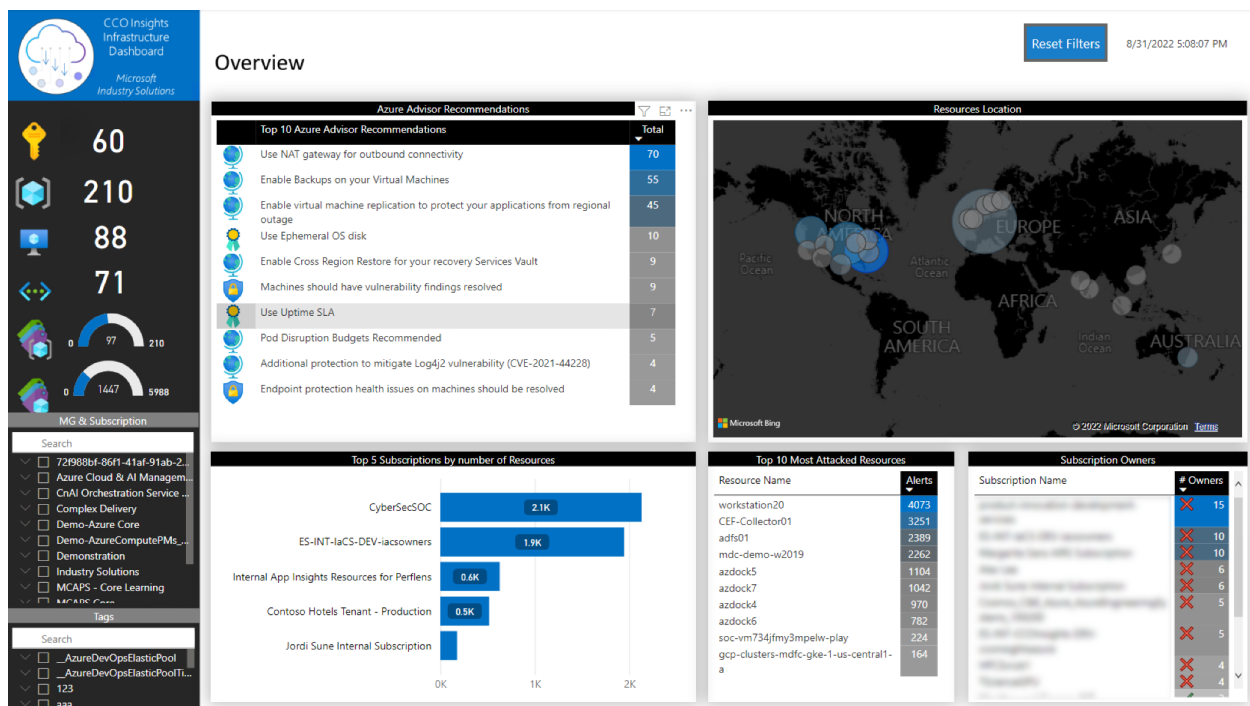 CCO Insights
Infrastructure
Dashboard
Microsoft
Industry Solutions
Overview
Reset Filters
8/31/2022 5:08:07 PM
60
210
88
71
0 97 210
0 1447 5988
MG & Subscription
Search
72f988bf-86f1-41af-91ab-2...
Azure Cloud & AI Managem...
CnAI Orchestration Service ...
Complex Delivery
Demo-Azure Core
Demo-AzureComputePMs_...
Demonstration
Industry Solutions
MCAPS - Core Learning
MCAPS Core
Tags
Search
_AzureDevOpsElasticPool
_AzureDevOpsElasticPoolTi...
123
aaa
Azure Advisor Recommendations
Top 10 Azure Advisor Recommendations Total
Use NAT gateway for outbound connectivity 70
Enable Backups on your Virtual Machines 55
Enable virtual machine replication to protect your applications from regional 45
outage
Use Ephemeral OS disk 10
Enable Cross Region Restore for your recovery Services Vault 9
Machines should have vulnerability findings resolved 9
Use Uptime SLA 7
Pod Disruption Budgets Recommended 5
Additional protection to mitigate Log4j2 vulnerability (CVE-2021-44228) 4
Endpoint protection health issues on machines should be resolved 4
Resources Location
NORTH
AMERICA
EUROPE
ASIA
Pacific
Ocean
Atlantic
Ocean
AFRICA
SOUTH
AMERICA
Indian
Ocean
AUSTRALIA
Microsoft Bing
© 2022 Microsoft Corporation Terms
Top 5 Subscriptions by number of Resources
CyberSecSOC 2.1K
ES-INT-IaCS-DEV-iacsowners 1.9K
Internal App Insights Resources for Perflens 0.6K
Contoso Hotels Tenant - Production 0.5K
Jordi Sune Internal Subscription
0K 1K 2K
Top 10 Most Attacked Resources
Resource Name Alerts
workstation20 4073
CEF-Collector01 3251
adfs01 2389
mdc-demo-w2019 2262
azdock5 1104
azdock7 1042
azdock4 970
azdock6 782
soc-vm734jfmy3mpelw-play 224
gcp-clusters-mdfc-gke-1-us-central1- 164
a
Subscription Owners
Subscription Name # Owners
15
10
10
6
6
5
5
4
4